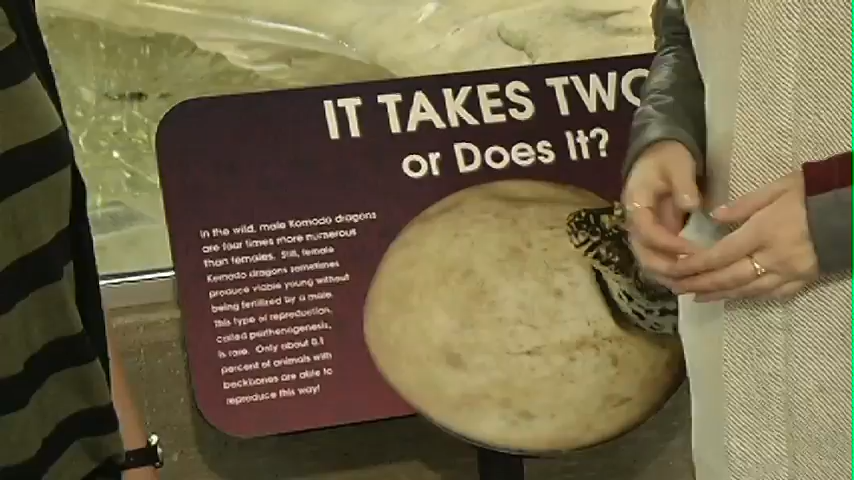 IT TAKES TWO
or Does It?
In the wild, male Komodo dragons
are four times more numerous
than females. Still, female
Komodo dragons sometimes
produce viable young without
being fertilized by a male.
This type of reproduction,
called parthenogenesis,
is rare. Only about 0.1
percent of animals with
backbones are able to
reproduce this way!